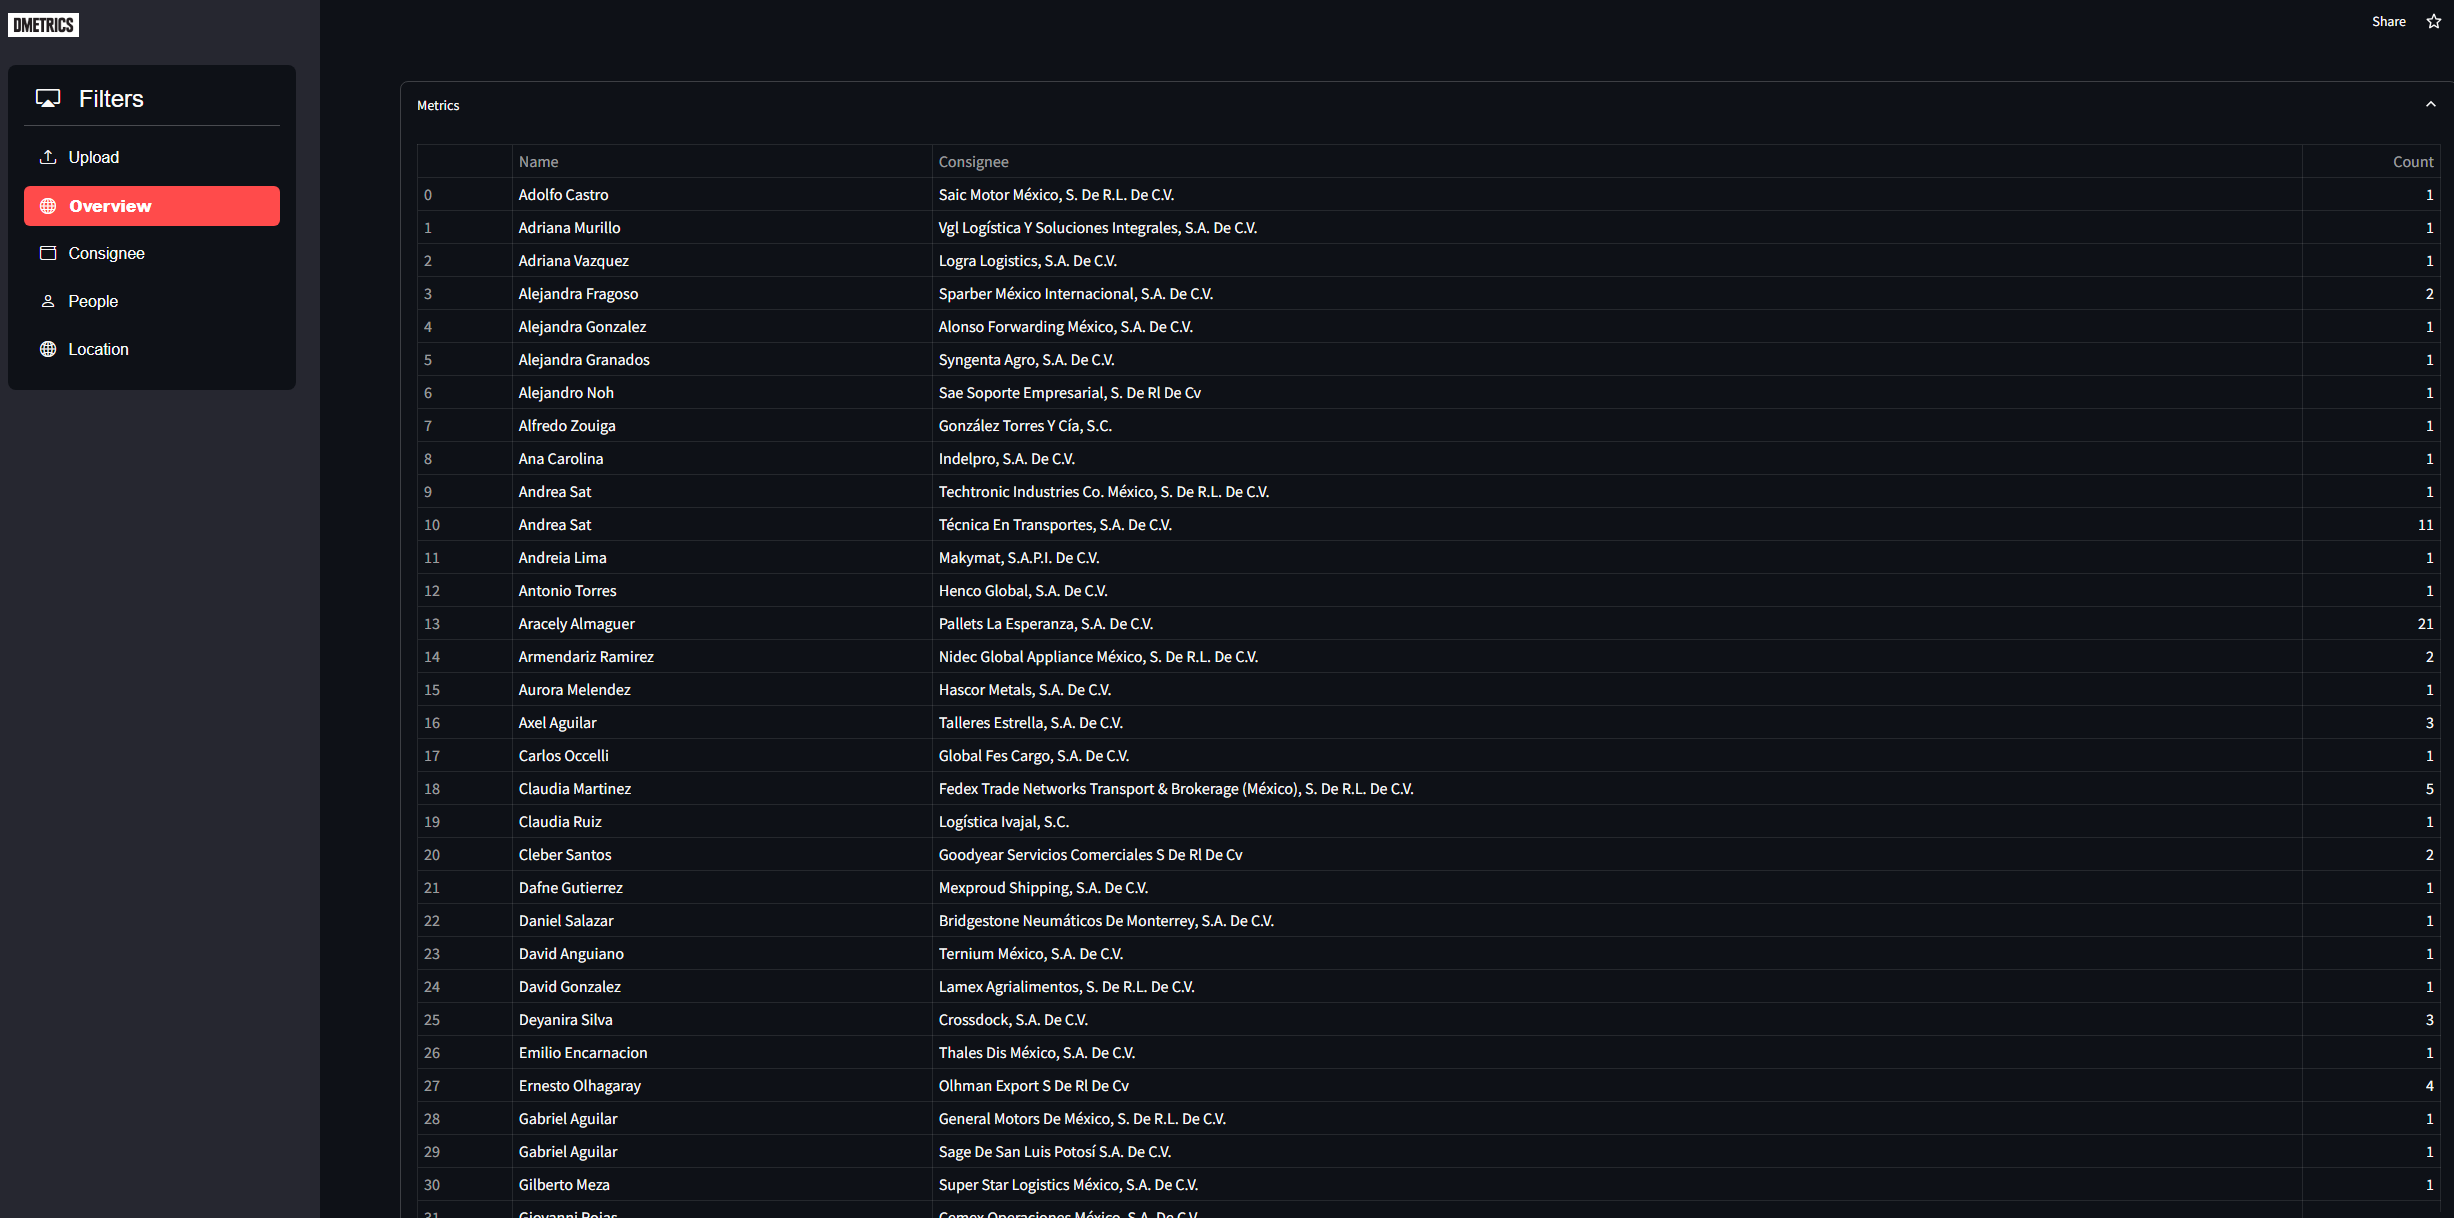 DMETRICS
Share
Filters
Upload
Overview
Consignee
People
Location
Metrics
Name Consignee Count
0 Adolfo Castro Saic Motor México, S. De R.L. De C.V. 1
1 Adriana Murillo Vgl Logística Y Soluciones Integrales, S.A. De C.V. 1
2 Adriana Vazquez Logra Logistics, S.A. De C.V. 1
3 Alejandra Fragoso Sparber México Internacional, S.A. De C.V. 2
4 Alejandra Gonzalez Alonso Forwarding México, S.A. De C.V. 1
5 Alejandra Granados Syngenta Agro, S.A. De C.V. 1
6 Alejandro Noh Sae Soporte Empresarial, S. De Rl De Cv 1
7 Alfredo Zouiga González Torres Y Cía, S.C. 1
8 Ana Carolina Indelpro, S.A. De C.V. 1
9 Andrea Sat Techtronic Industries Co. México, S. De R.L. De C.V. 1
10 Andrea Sat Técnica En Transportes, S.A. De C.V. 11
11 Andreia Lima Makymat, S.A.P.I. De C.V. 1
12 Antonio Torres Henco Global, S.A. De C.V. 1
13 Aracely Almaguer Pallets La Esperanza, S.A. De C.V. 21
14 Armendariz Ramirez Nidec Global Appliance México, S. De R.L. De C.V. 2
15 Aurora Melendez Hascor Metals, S.A. De C.V. 1
16 Axel Aguilar Talleres Estrella, S.A. De C.V. 3
17 Carlos Occelli Global Fes Cargo, S.A. De C.V. 1
18 Claudia Martinez Fedex Trade Networks Transport & Brokerage (México), S. De R.L. De C.V. 5
19 Claudia Ruiz Logística Ivajal, S.C. 1
20 Cleber Santos Goodyear Servicios Comerciales S De Rl De Cv 2
21 Dafne Gutierrez Mexproud Shipping, S.A. De C.V. 1
22 Daniel Salazar Bridgestone Neumáticos De Monterrey, S.A. De C.V. 1
23 David Anguiano Ternium México, S.A. De C.V. 1
24 David Gonzalez Lamex Agrialimentos, S. De R.L. De C.V. 1
25 Deyanira Silva Crossdock, S.A. De C.V. 3
26 Emilio Encarnacion Thales Dis México, S.A. De C.V. 1
27 Ernesto Olhagaray Olhman Export S De Rl De Cv 4
28 Gabriel Aguilar General Motors De México, S. De R.L. De C.V. 1
29 Gabriel Aguilar Sage De San Luis Potosí S.A. De C.V. 1
30 Gilberto Meza Super Star Logistics México, S.A. De C.V. 1
31 Giovanni Rojas Cemex Operaciones México, S.A. De C.V.